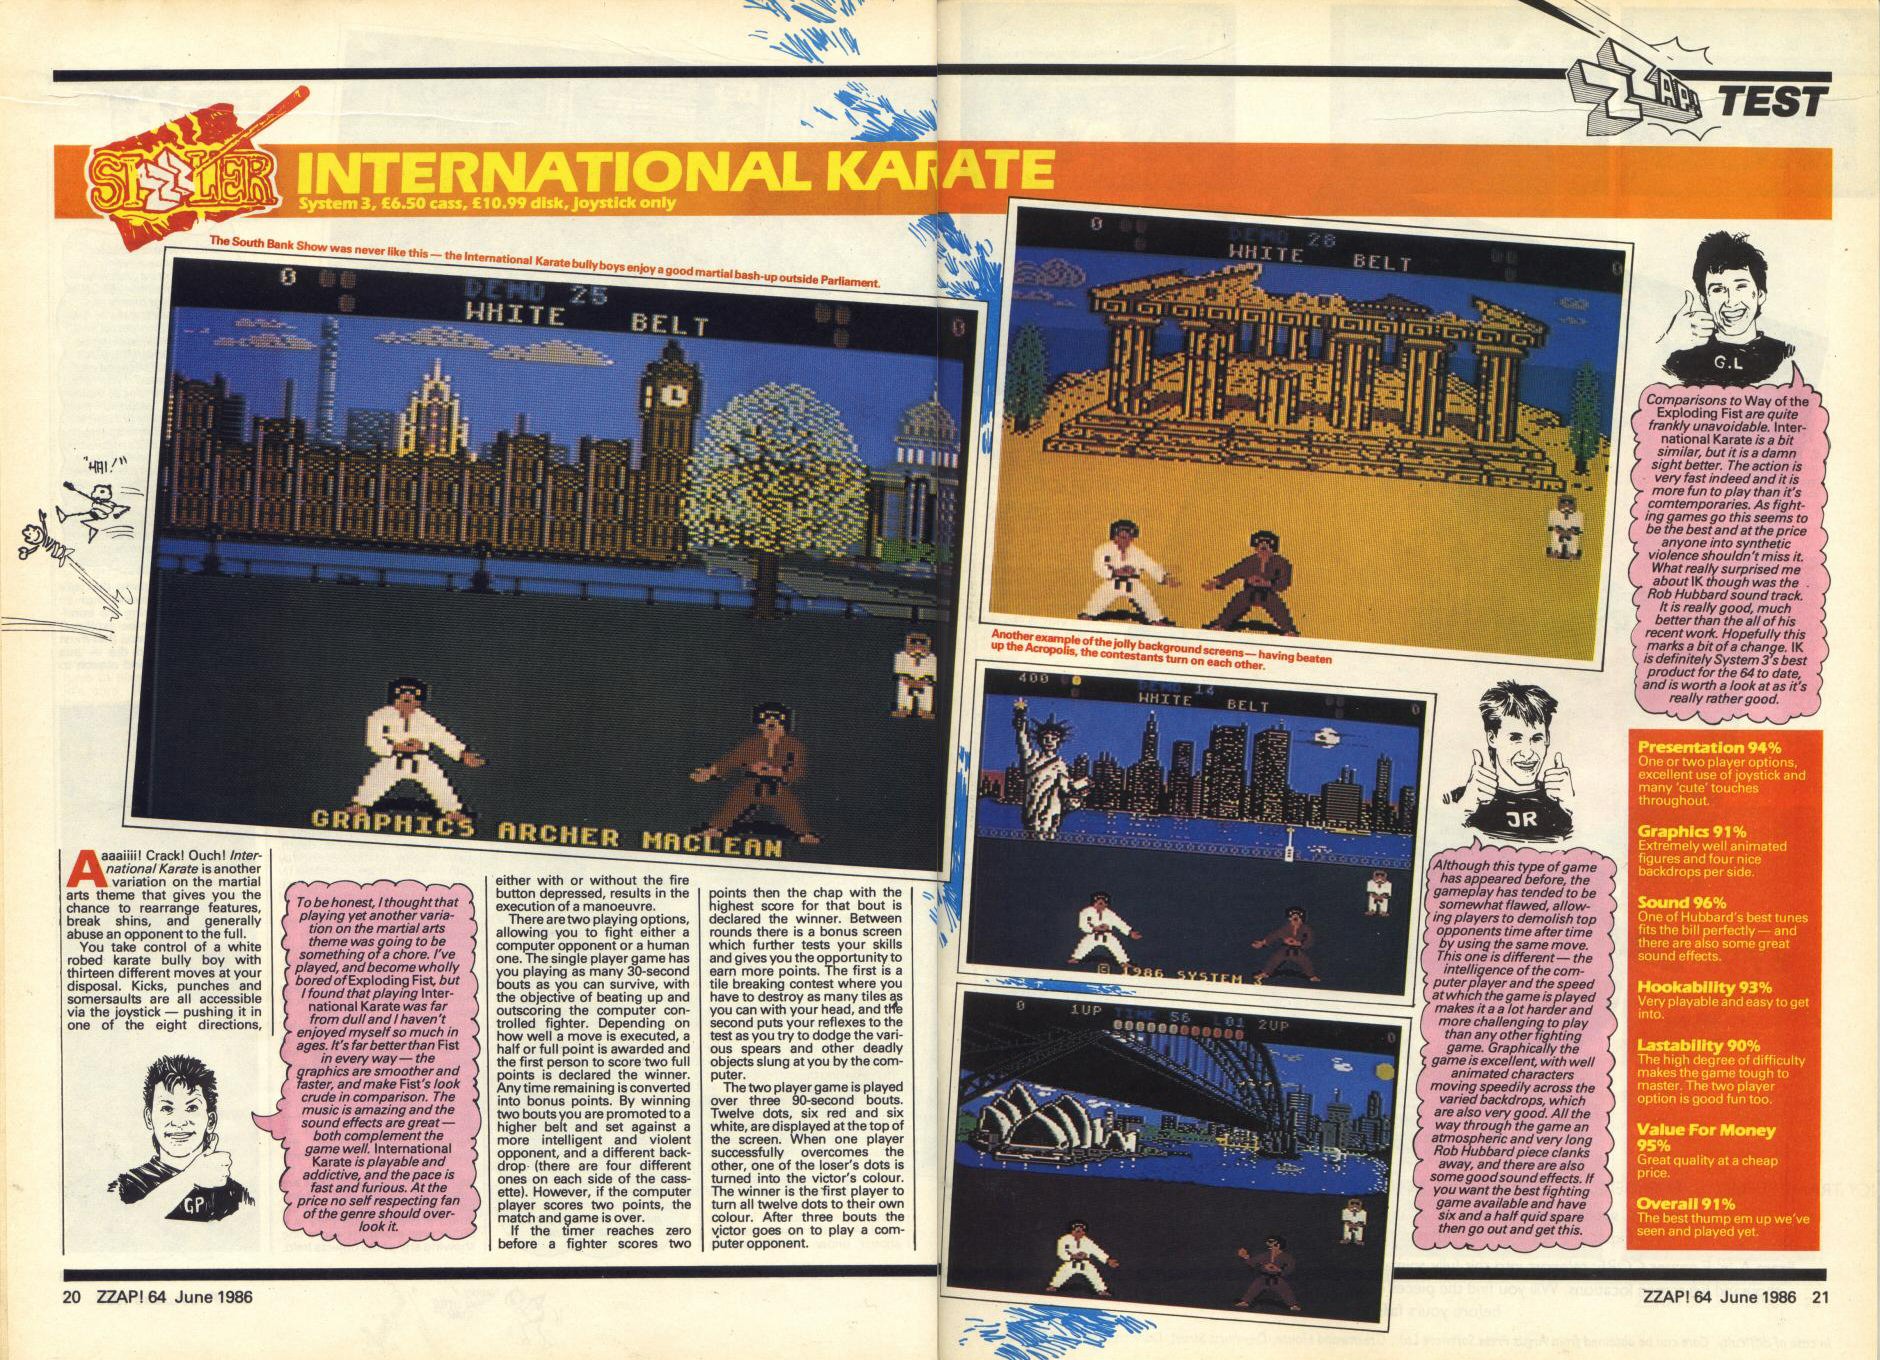 ZZAP! TEST
SIZZLER
INTERNATIONAL KARATE
System 3, £6.50 cass, £10.99 disk, joystick only
The South Bank Show was never like this — the International Karate bully boys enjoy a good martial bash-up outside Parliament.
0 DEMO 25 0
WHITE BELT
GRAPHICS ARCHER MACLEAN
"HAI!"
Aaaaiiii! Crack! Ouch! Inter-
national Karate is another
variation on the martial
arts theme that gives you the
chance to rearrange features,
break shins, and generally
abuse an opponent to the full.
You take control of a white
robed karate bully boy with
thirteen different moves at your
disposal. Kicks, punches and
somersaults are all accessible
via the joystick — pushing it in
one of the eight directions,
GP
To be honest, I thought that
playing yet another varia-
tion on the martial arts
theme was going to be
something of a chore. I've
played, and become wholly
bored of Exploding Fist, but
I found that playing Inter-
national Karate was far
from dull and I haven't
enjoyed myself so much in
ages. It's far better than Fist
in every way — the
graphics are smoother and
faster, and make Fist's look
crude in comparison. The
music is amazing and the
sound effects are great —
both complement the
game well. International
Karate is playable and
addictive, and the pace is
fast and furious. At the
price no self respecting fan
of the genre should over-
look it.
either with or without the fire
button depressed, results in the
execution of a manoeuvre.
There are two playing options,
allowing you to fight either a
computer opponent or a human
one. The single player game has
you playing as many 30-second
bouts as you can survive, with
the objective of beating up and
outscoring the computer con-
trolled fighter. Depending on
how well a move is executed, a
half or full point is awarded and
the first person to score two full
points is declared the winner.
Any time remaining is converted
into bonus points. By winning
two bouts you are promoted to a
higher belt and set against a
more intelligent and violent
opponent, and a different back-
drop (there are four different
ones on each side of the cass-
ette). However, if the computer
player scores two points, the
match and game is over.
If the timer reaches zero
before a fighter scores two
points then the chap with the
highest score for that bout is
declared the winner. Between
rounds there is a bonus screen
which further tests your skills
and gives you the opportunity to
earn more points. The first is a
tile breaking contest where you
have to destroy as many tiles as
you can with your head, and the
second puts your reflexes to the
test as you try to dodge the vari-
ous spears and other deadly
objects slung at you by the com-
puter.
The two player game is played
over three 90-second bouts.
Twelve dots, six red and six
white, are displayed at the top of
the screen. When one player
successfully overcomes the
other, one of the loser's dots is
turned into the victor's colour.
The winner is the first player to
turn all twelve dots to their own
colour. After three bouts the
victor goes on to play a com-
puter opponent.
0 DEMO 28 0
WHITE BELT
Another example of the jolly background screens — having beaten
up the Acropolis, the contestants turn on each other.
400 DEMO 14 0
WHITE BELT
© 1986 SYSTEM 3
0 1UP TIME 56 L01 2UP 0
G.L
Comparisons to Way of the
Exploding Fist are quite
frankly unavoidable. Inter-
national Karate is a bit
similar, but it is a damn
sight better. The action is
very fast indeed and it is
more fun to play than it's
comtemporaries. As fight-
ing games go this seems to
be the best and at the price
anyone into synthetic
violence shouldn't miss it.
What really surprised me
about IK though was the
Rob Hubbard sound track.
It is really good, much
better than the all of his
recent work. Hopefully this
marks a bit of a change. IK
is definitely System 3's best
product for the 64 to date,
and is worth a look at as it's
really rather good.
JR
Although this type of game
has appeared before, the
gameplay has tended to be
somewhat flawed, allow-
ing players to demolish top
opponents time after time
by using the same move.
This one is different — the
intelligence of the com-
puter player and the speed
at which the game is played
makes it a a lot harder and
more challenging to play
than any other fighting
game. Graphically the
game is excellent, with well
animated characters
moving speedily across the
varied backdrops, which
are also very good. All the
way through the game an
atmospheric and very long
Rob Hubbard piece clanks
away, and there are also
some good sound effects. If
you want the best fighting
game available and have
six and a half quid spare
then go out and get this.
Presentation 94%
One or two player options,
excellent use of joystick and
many 'cute' touches
throughout.
Graphics 91%
Extremely well animated
figures and four nice
backdrops per side.
Sound 96%
One of Hubbard's best tunes
fits the bill perfectly — and
there are also some great
sound effects.
Hookability 93%
Very playable and easy to get
into.
Lastability 90%
The high degree of difficulty
makes the game tough to
master. The two player
option is good fun too.
Value For Money
95%
Great quality at a cheap
price.
Overall 91%
The best thump em up we've
seen and played yet.
20 ZZAP! 64 June 1986
ZZAP! 64 June 1986 21